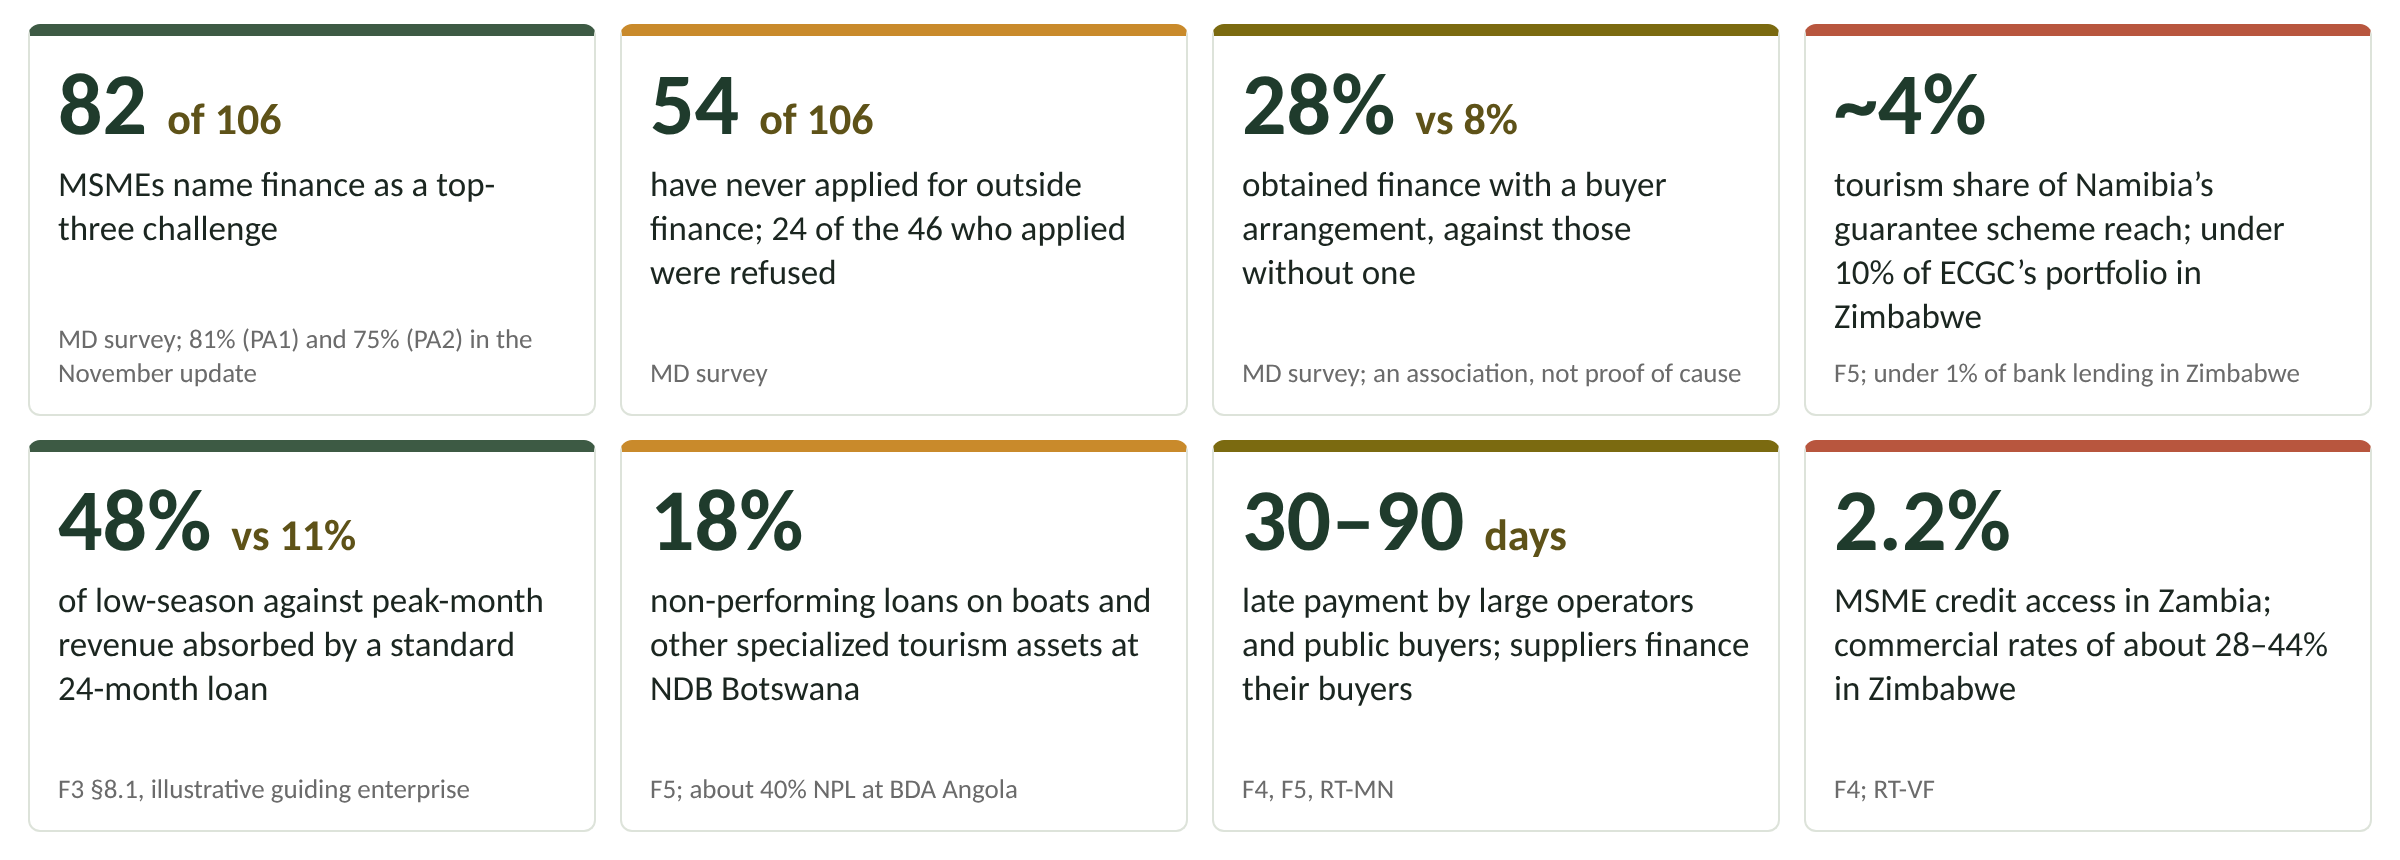 82 of 106
MSMEs name finance as a top-
three challenge
MD survey; 81% (PA1) and 75% (PA2) in the
November update
54 of 106
have never applied for outside
finance; 24 of the 46 who applied
were refused
MD survey
28% vs 8%
obtained finance with a buyer
arrangement, against those
without one
MD survey; an association, not proof of cause
~4%
tourism share of Namibia’s
guarantee scheme reach; under
10% of ECGC’s portfolio in
Zimbabwe
F5; under 1% of bank lending in Zimbabwe
48% vs 11%
of low-season against peak-month
revenue absorbed by a standard
24-month loan
F3 §8.1, illustrative guiding enterprise
18%
non-performing loans on boats and
other specialized tourism assets at
NDB Botswana
F5; about 40% NPL at BDA Angola
30–90 days
late payment by large operators
and public buyers; suppliers finance
their buyers
F4, F5, RT-MN
2.2%
MSME credit access in Zambia;
commercial rates of about 28–44%
in Zimbabwe
F4; RT-VF